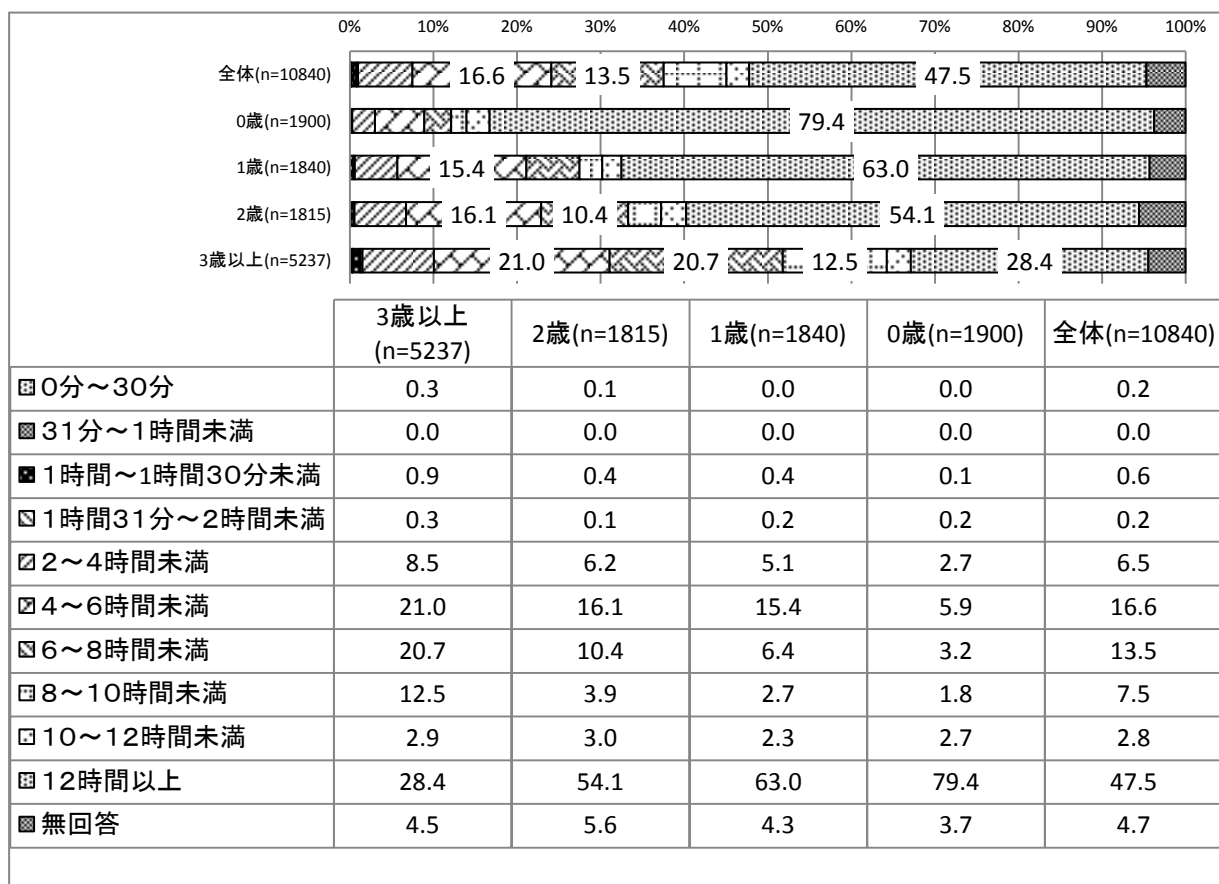 0% 10% 20% 30% 40% 50% 60% 70% 80% 90% 100%
全体(n=10840) 16.6 13.5 47.5
0歳(n=1900) 79.4
1歳(n=1840) 15.4 63.0
2歳(n=1815) 16.1 10.4 54.1
3歳以上(n=5237) 21.0 20.7 12.5 28.4
3歳以上
(n=5237) 2歳(n=1815) 1歳(n=1840) 0歳(n=1900) 全体(n=10840)
0分～30分 0.3 0.1 0.0 0.0 0.2
31分～1時間未満 0.0 0.0 0.0 0.0 0.0
1時間～1時間30分未満 0.9 0.4 0.4 0.1 0.6
1時間31分～2時間未満 0.3 0.1 0.2 0.2 0.2
2～4時間未満 8.5 6.2 5.1 2.7 6.5
4～6時間未満 21.0 16.1 15.4 5.9 16.6
6～8時間未満 20.7 10.4 6.4 3.2 13.5
8～10時間未満 12.5 3.9 2.7 1.8 7.5
10～12時間未満 2.9 3.0 2.3 2.7 2.8
12時間以上 28.4 54.1 63.0 79.4 47.5
無回答 4.5 5.6 4.3 3.7 4.7